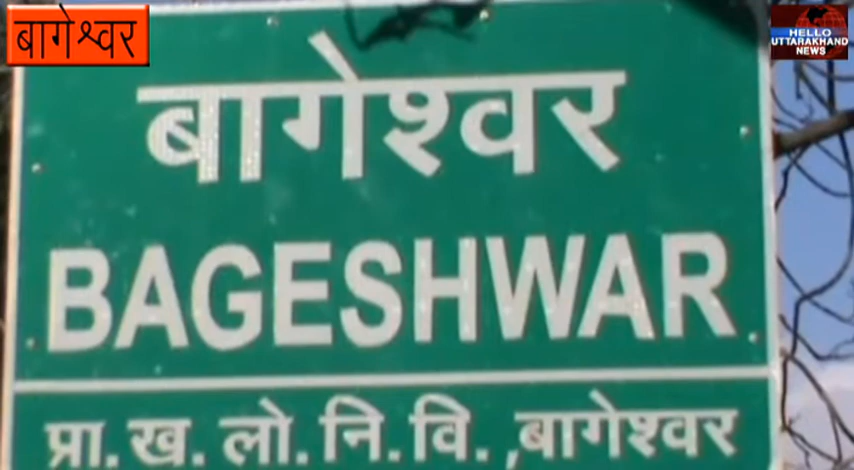 बागेश्वर
HELLO
UTTARAKHAND
NEWS
बागेश्वर
BAGESHWAR
प्रा.ख.लो.नि.वि.,बागेश्वर